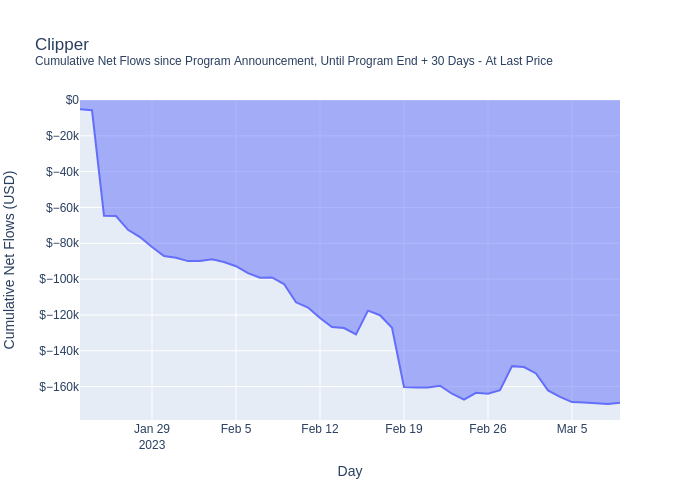 Clipper
Cumulative Net Flows since Program Announcement, Until Program End + 30 Days - At Last Price
$0
$−20k
$−40k
$−60k
$−80k
$−100k
$−120k
$−140k
$−160k
Cumulative Net Flows (USD)
Jan 29
2023
Feb 5
Feb 12
Feb 19
Feb 26
Mar 5
Day